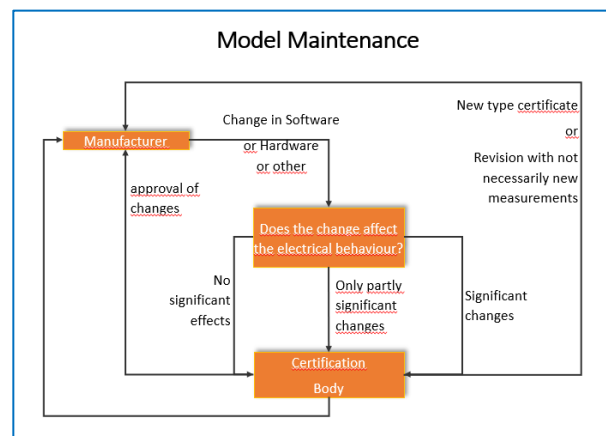 Model Maintenance
Manufacturer
Change in Software
or Hardware
or other
New type certificate
or
Revision with not
necessarily new
measurements
approval of
changes
Does the change affect
the electrical behaviour?
No
significant
effects
Only partly
significant
changes
Significant
changes
Certification
Body